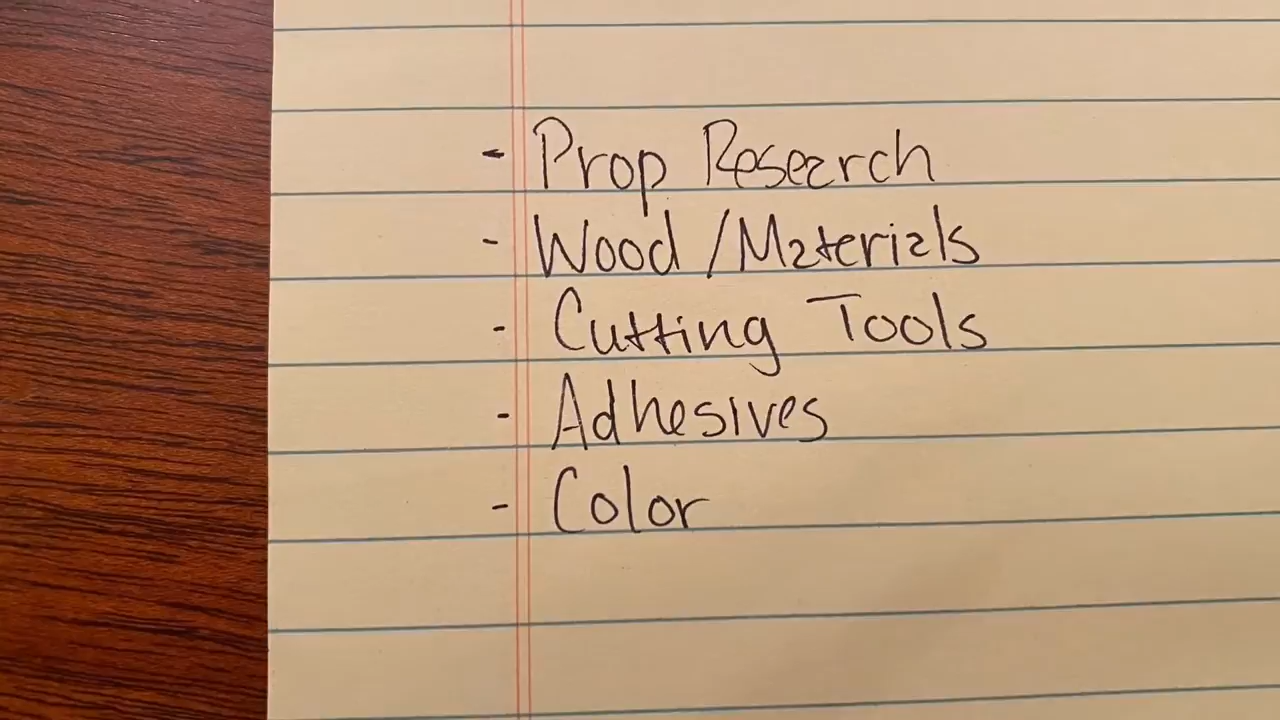 - Prop Research
- Wood / Materials
- Cutting Tools
- Adhesives
- Color